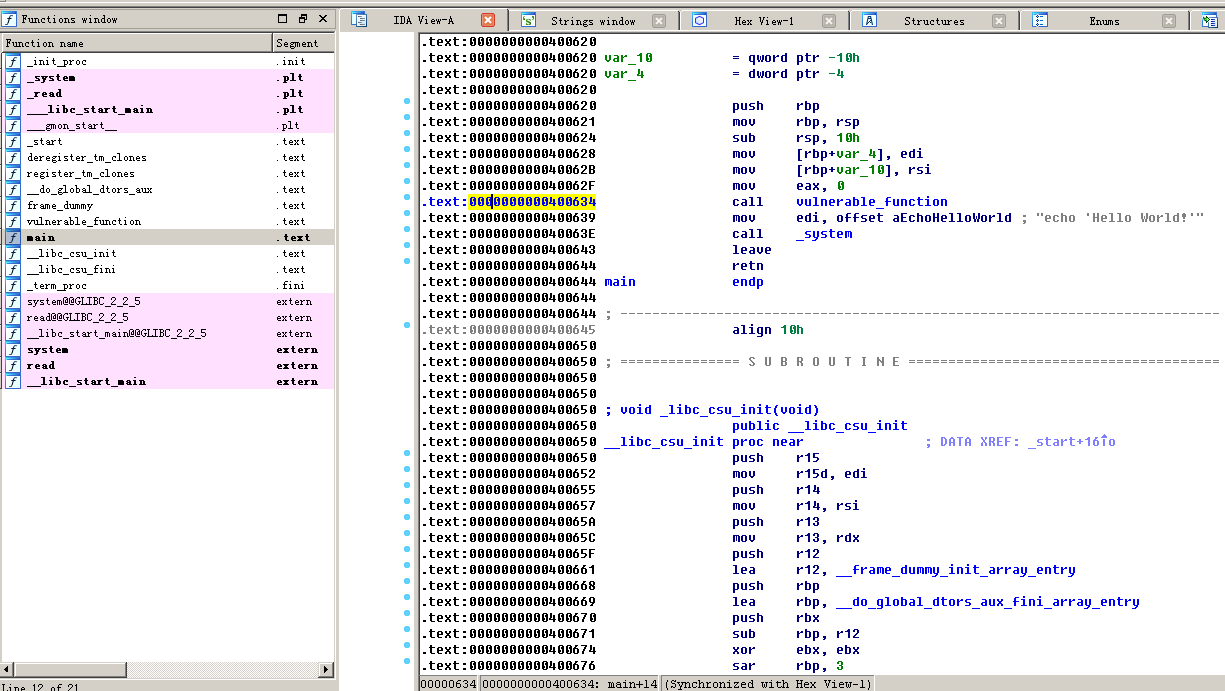 Functions window
Function name Segment
_init_proc .init
_system .plt
_read .plt
___libc_start_main .plt
___gmon_start__ .plt
_start .text
deregister_tm_clones .text
register_tm_clones .text
__do_global_dtors_aux .text
frame_dummy .text
vulnerable_function .text
main .text
__libc_csu_init .text
__libc_csu_fini .text
_term_proc .fini
system@@GLIBC_2_2_5 extern
read@@GLIBC_2_2_5 extern
__libc_start_main@@GLIBC_2_2_5 extern
system extern
read extern
__libc_start_main extern
Line 12 of 21
IDA View-A Strings window Hex View-1 Structures Enums
.text:0000000000400620
.text:0000000000400620 var_10 = qword ptr -10h
.text:0000000000400620 var_4 = dword ptr -4
.text:0000000000400620
.text:0000000000400620 push rbp
.text:0000000000400621 mov rbp, rsp
.text:0000000000400624 sub rsp, 10h
.text:0000000000400628 mov [rbp+var_4], edi
.text:000000000040062B mov [rbp+var_10], rsi
.text:000000000040062F mov eax, 0
.text:0000000000400634 call vulnerable_function
.text:0000000000400639 mov edi, offset aEchoHelloWorld ; "echo 'Hello World!'"
.text:000000000040063E call _system
.text:0000000000400643 leave
.text:0000000000400644 retn
.text:0000000000400644 main endp
.text:0000000000400644
.text:0000000000400644 ; ---------------------------------------------------------------------------
.text:0000000000400645 align 10h
.text:0000000000400650
.text:0000000000400650 ; =============== S U B R O U T I N E =======================================
.text:0000000000400650
.text:0000000000400650
.text:0000000000400650 ; void _libc_csu_init(void)
.text:0000000000400650 public __libc_csu_init
.text:0000000000400650 __libc_csu_init proc near ; DATA XREF: _start+16↑o
.text:0000000000400650 push r15
.text:0000000000400652 mov r15d, edi
.text:0000000000400655 push r14
.text:0000000000400657 mov r14, rsi
.text:000000000040065A push r13
.text:000000000040065C mov r13, rdx
.text:000000000040065F push r12
.text:0000000000400661 lea r12, __frame_dummy_init_array_entry
.text:0000000000400668 push rbp
.text:0000000000400669 lea rbp, __do_global_dtors_aux_fini_array_entry
.text:0000000000400670 push rbx
.text:0000000000400671 sub rbp, r12
.text:0000000000400674 xor ebx, ebx
.text:0000000000400676 sar rbp, 3
00000634 0000000000400634: main+14 (Synchronized with Hex View-1)